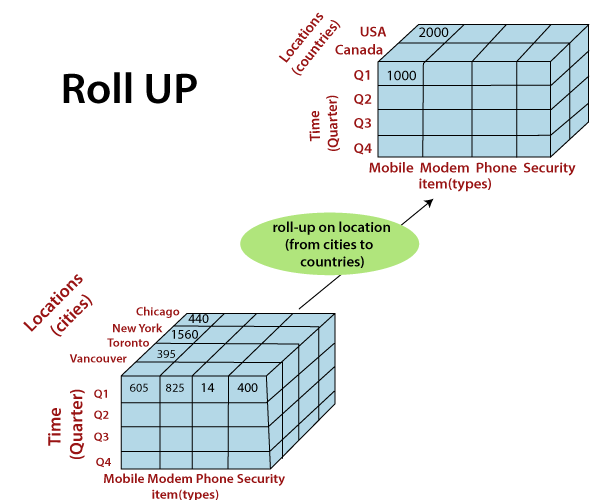 Roll UP
Locations
(countries)
USA
Canada
2000
Time
(Quarter)
Q1
1000
Q2
Q3
Q4
Mobile Modem Phone Security
item(types)
roll-up on location
(from cities to
countries)
Locations
(cities)
Chicago
440
New York
1560
Toronto
395
Vancouver
Time
(Quarter)
Q1
605 825 14 400
Q2
Q3
Q4
Mobile Modem Phone Security
item(types)